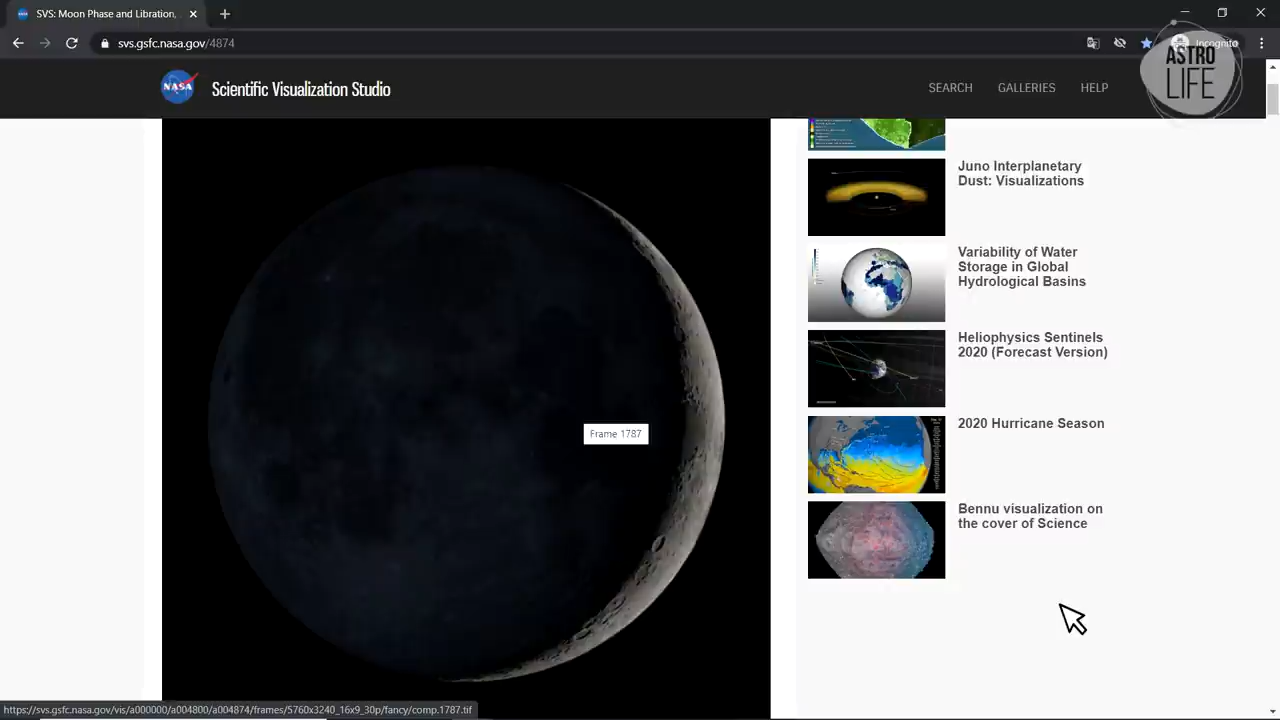 SVS: Moon Phase and Libration,
svs.gsfc.nasa.gov/4874
Incognito
ASTRO
LIFE
NASA
Scientific Visualization Studio
SEARCH
GALLERIES
HELP
Juno Interplanetary
Dust: Visualizations
Variability of Water
Storage in Global
Hydrological Basins
Heliophysics Sentinels
2020 (Forecast Version)
2020 Hurricane Season
Frame 1787
Bennu visualization on
the cover of Science
https://svs.gsfc.nasa.gov/vis/a000000/a004800/a004874/frames/5760x3240_16x9_30p/fancy/comp.1787.tif